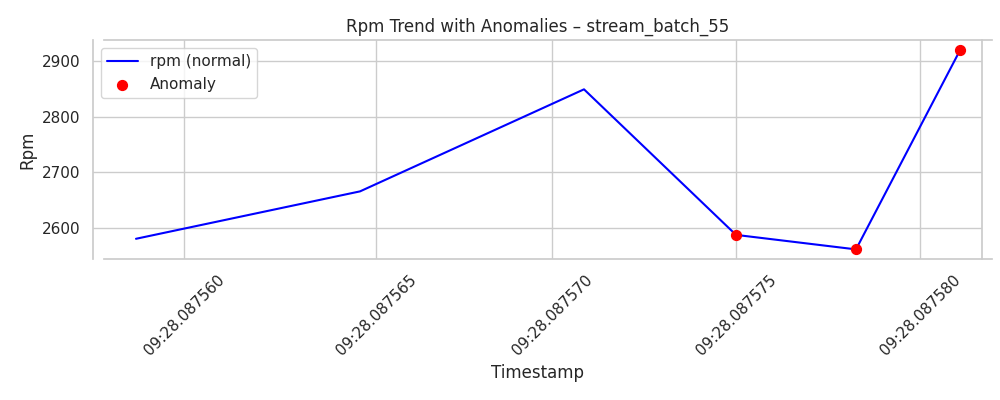 Rpm Trend with Anomalies – stream_batch_55
rpm (normal)
Anomaly
Rpm
2900
2800
2700
2600
09:28.087560
09:28.087565
09:28.087570
09:28.087575
09:28.087580
Timestamp